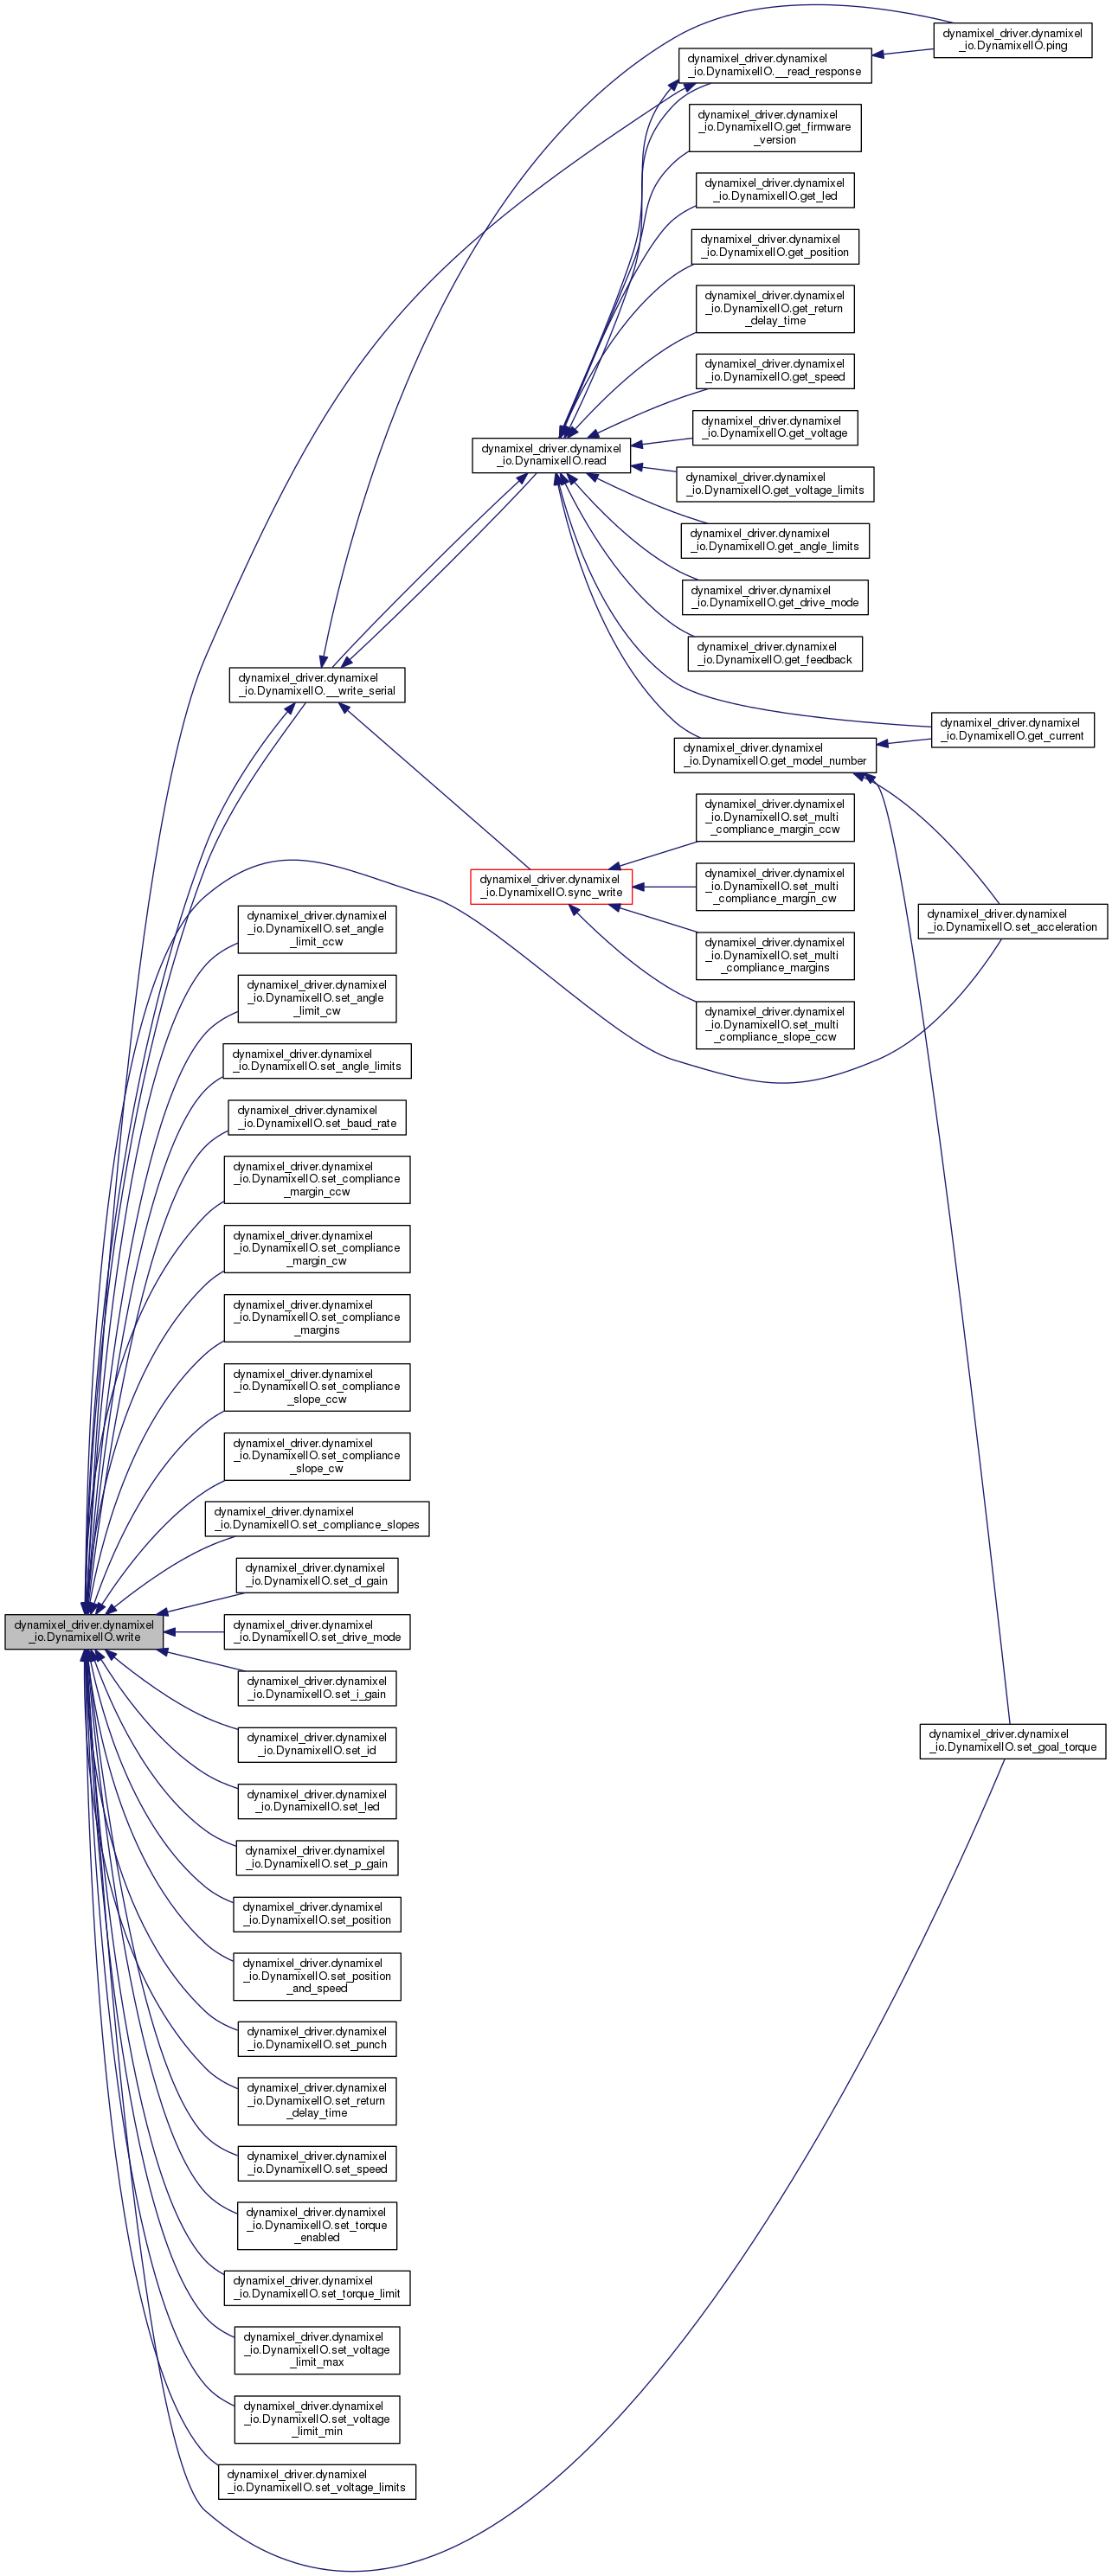 dynamixel_driver.dynamixel
_io.DynamixelIO.ping
dynamixel_driver.dynamixel
_io.DynamixelIO.__read_response
dynamixel_driver.dynamixel
_io.DynamixelIO.get_firmware
_version
dynamixel_driver.dynamixel
_io.DynamixelIO.get_led
dynamixel_driver.dynamixel
_io.DynamixelIO.get_position
dynamixel_driver.dynamixel
_io.DynamixelIO.get_return
_delay_time
dynamixel_driver.dynamixel
_io.DynamixelIO.get_speed
dynamixel_driver.dynamixel
_io.DynamixelIO.get_voltage
dynamixel_driver.dynamixel
_io.DynamixelIO.read
dynamixel_driver.dynamixel
_io.DynamixelIO.get_voltage_limits
dynamixel_driver.dynamixel
_io.DynamixelIO.get_angle_limits
dynamixel_driver.dynamixel
_io.DynamixelIO.get_drive_mode
dynamixel_driver.dynamixel
_io.DynamixelIO.get_feedback
dynamixel_driver.dynamixel
_io.DynamixelIO.__write_serial
dynamixel_driver.dynamixel
_io.DynamixelIO.get_current
dynamixel_driver.dynamixel
_io.DynamixelIO.get_model_number
dynamixel_driver.dynamixel
_io.DynamixelIO.set_multi
_compliance_margin_ccw
dynamixel_driver.dynamixel
_io.DynamixelIO.sync_write
dynamixel_driver.dynamixel
_io.DynamixelIO.set_multi
_compliance_margin_cw
dynamixel_driver.dynamixel
_io.DynamixelIO.set_acceleration
dynamixel_driver.dynamixel
_io.DynamixelIO.set_multi
_compliance_margins
dynamixel_driver.dynamixel
_io.DynamixelIO.set_multi
_compliance_slope_ccw
dynamixel_driver.dynamixel
_io.DynamixelIO.set_angle
_limit_ccw
dynamixel_driver.dynamixel
_io.DynamixelIO.set_angle
_limit_cw
dynamixel_driver.dynamixel
_io.DynamixelIO.set_angle_limits
dynamixel_driver.dynamixel
_io.DynamixelIO.set_baud_rate
dynamixel_driver.dynamixel
_io.DynamixelIO.set_compliance
_margin_ccw
dynamixel_driver.dynamixel
_io.DynamixelIO.set_compliance
_margin_cw
dynamixel_driver.dynamixel
_io.DynamixelIO.set_compliance
_margins
dynamixel_driver.dynamixel
_io.DynamixelIO.set_compliance
_slope_ccw
dynamixel_driver.dynamixel
_io.DynamixelIO.set_compliance
_slope_cw
dynamixel_driver.dynamixel
_io.DynamixelIO.set_compliance_slopes
dynamixel_driver.dynamixel
_io.DynamixelIO.set_d_gain
dynamixel_driver.dynamixel
_io.DynamixelIO.write
dynamixel_driver.dynamixel
_io.DynamixelIO.set_drive_mode
dynamixel_driver.dynamixel
_io.DynamixelIO.set_i_gain
dynamixel_driver.dynamixel
_io.DynamixelIO.set_id
dynamixel_driver.dynamixel
_io.DynamixelIO.set_goal_torque
dynamixel_driver.dynamixel
_io.DynamixelIO.set_led
dynamixel_driver.dynamixel
_io.DynamixelIO.set_p_gain
dynamixel_driver.dynamixel
_io.DynamixelIO.set_position
dynamixel_driver.dynamixel
_io.DynamixelIO.set_position
_and_speed
dynamixel_driver.dynamixel
_io.DynamixelIO.set_punch
dynamixel_driver.dynamixel
_io.DynamixelIO.set_return
_delay_time
dynamixel_driver.dynamixel
_io.DynamixelIO.set_speed
dynamixel_driver.dynamixel
_io.DynamixelIO.set_torque
_enabled
dynamixel_driver.dynamixel
_io.DynamixelIO.set_torque_limit
dynamixel_driver.dynamixel
_io.DynamixelIO.set_voltage
_limit_max
dynamixel_driver.dynamixel
_io.DynamixelIO.set_voltage
_limit_min
dynamixel_driver.dynamixel
_io.DynamixelIO.set_voltage_limits